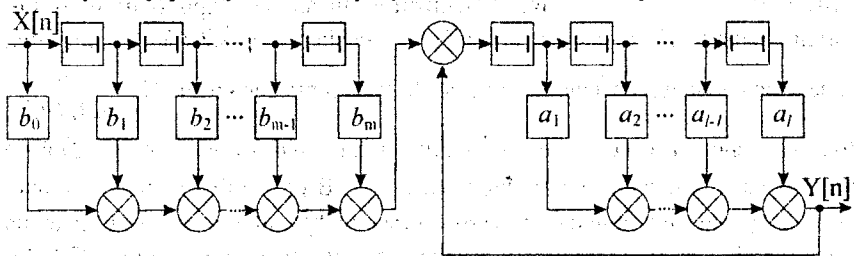 X[n]
b₀ b₁ b₂ ... bₘ₋₁ bₘ a₁ a₂ ... aₗ₋₁ aₗ
Y[n]